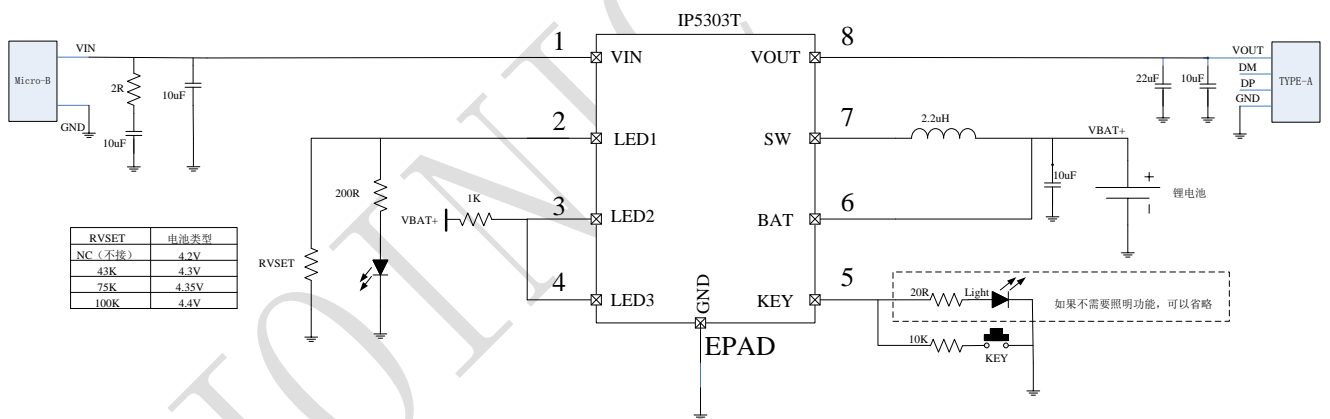 IP5303T
Micro-B
VIN
GND
2R
10uF
10uF
1
VIN
2
LED1
3
LED2
4
LED3
8
VOUT
7
SW
6
BAT
5
KEY
GND
EPAD
200R
RVSET
VBAT+
1K
RVSET 电池类型
NC（不接） 4.2V
43K 4.3V
75K 4.35V
100K 4.4V
22uF
10uF
VOUT
DM
DP
GND
TYPE-A
2.2uH
VBAT+
10uF
+
锂电池
20R
Light
如果不需要照明功能，可以省略
10K
KEY